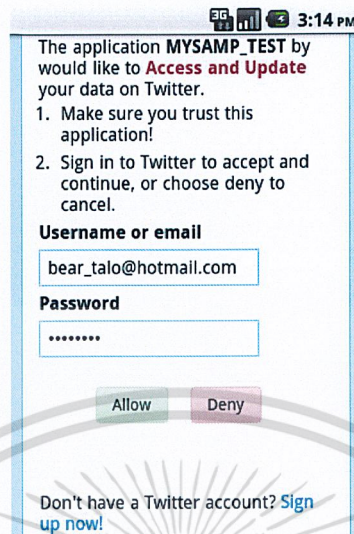 3G 3:14 PM
The application MYSAMP_TEST by
would like to Access and Update
your data on Twitter.
1. Make sure you trust this
application!
2. Sign in to Twitter to accept and
continue, or choose deny to
cancel.
Username or email
bear_talo@hotmail.com
Password
••••••••
Allow Deny
Don't have a Twitter account? Sign
up now!